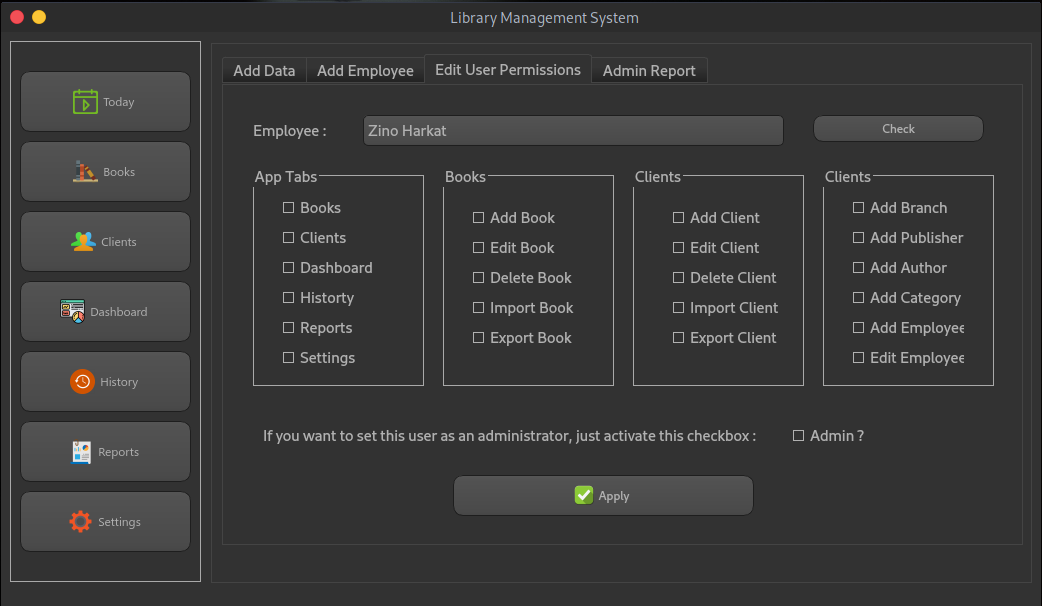 Library Management System
Today
Books
Clients
Dashboard
History
Reports
Settings
Add Data Add Employee Edit User Permissions Admin Report
Employee : Zino Harkat Check
App Tabs
Books
Clients
Dashboard
Historty
Reports
Settings
Books
Add Book
Edit Book
Delete Book
Import Book
Export Book
Clients
Add Client
Edit Client
Delete Client
Import Client
Export Client
Clients
Add Branch
Add Publisher
Add Author
Add Category
Add Employee
Edit Employee
If you want to set this user as an administrator, just activate this checkbox : Admin ?
Apply